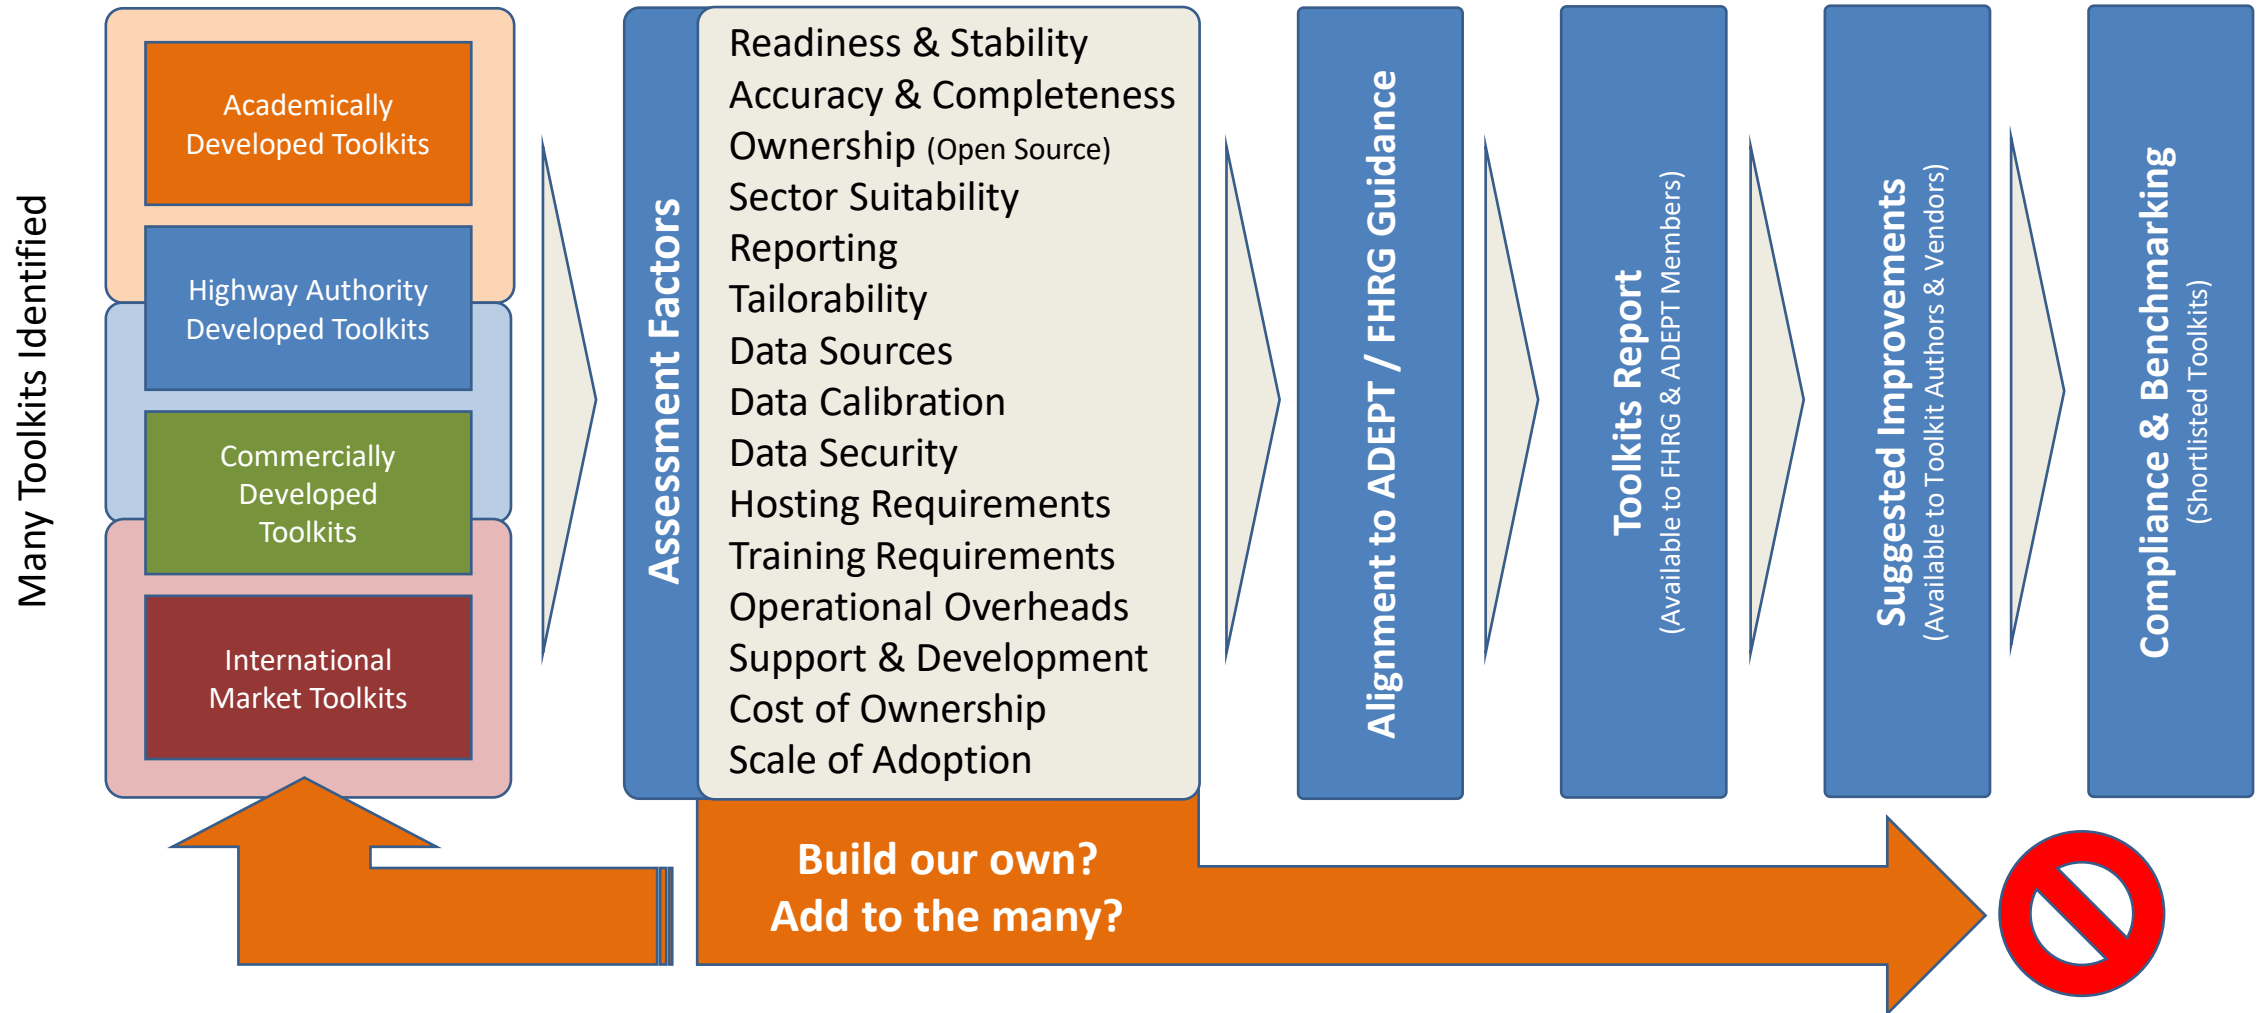 Many Toolkits Identified
Academically
Developed Toolkits
Highway Authority
Developed Toolkits
Commercially
Developed
Toolkits
International
Market Toolkits
Assessment Factors
Readiness & Stability
Accuracy & Completeness
Ownership (Open Source)
Sector Suitability
Reporting
Tailorability
Data Sources
Data Calibration
Data Security
Hosting Requirements
Training Requirements
Operational Overheads
Support & Development
Cost of Ownership
Scale of Adoption
Alignment to ADEPT / FHRG Guidance
Toolkits Report
(Available to FHRG & ADEPT Members)
Suggested Improvements
(Available to Toolkit Authors & Vendors)
Compliance & Benchmarking
(Shortlisted Toolkits)
Build our own?
Add to the many?